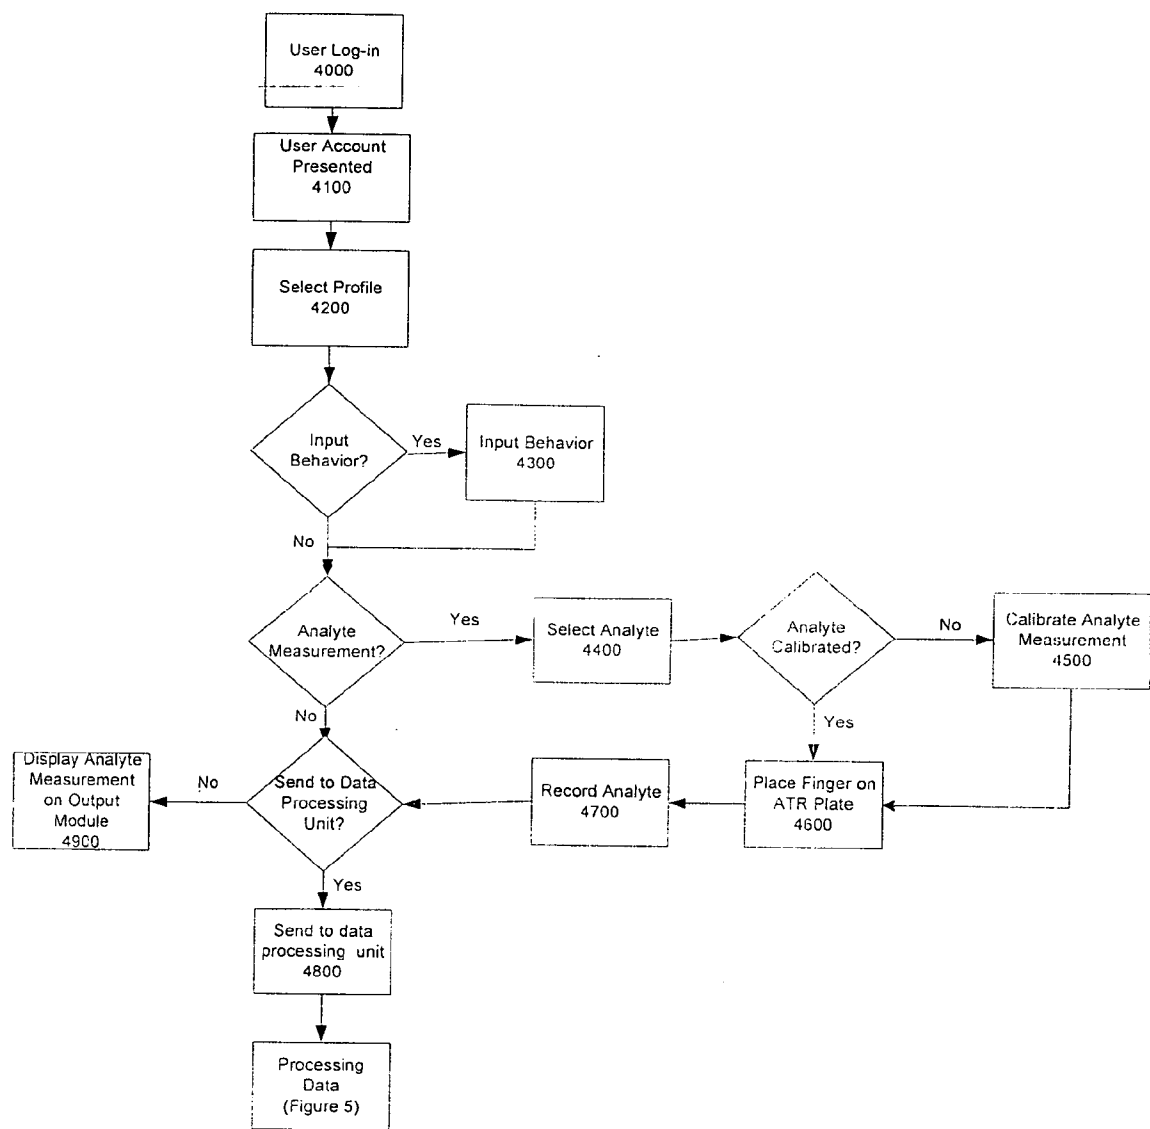 User Log-in
4000
User Account
Presented
4100
Select Profile
4200
Input
Behavior?
Yes
Input Behavior
4300
No
Analyte
Measurement?
Yes
Select Analyte
4400
Analyte
Calibrated?
No
Calibrate Analyte
Measurement
4500
No
Yes
Display Analyte
Measurement
on Output
Module
4900
No
Send to Data
Processing
Unit?
Record Analyte
4700
Place Finger on
ATR Plate
4600
Yes
Send to data
processing unit
4800
Processing
Data
(Figure 5)